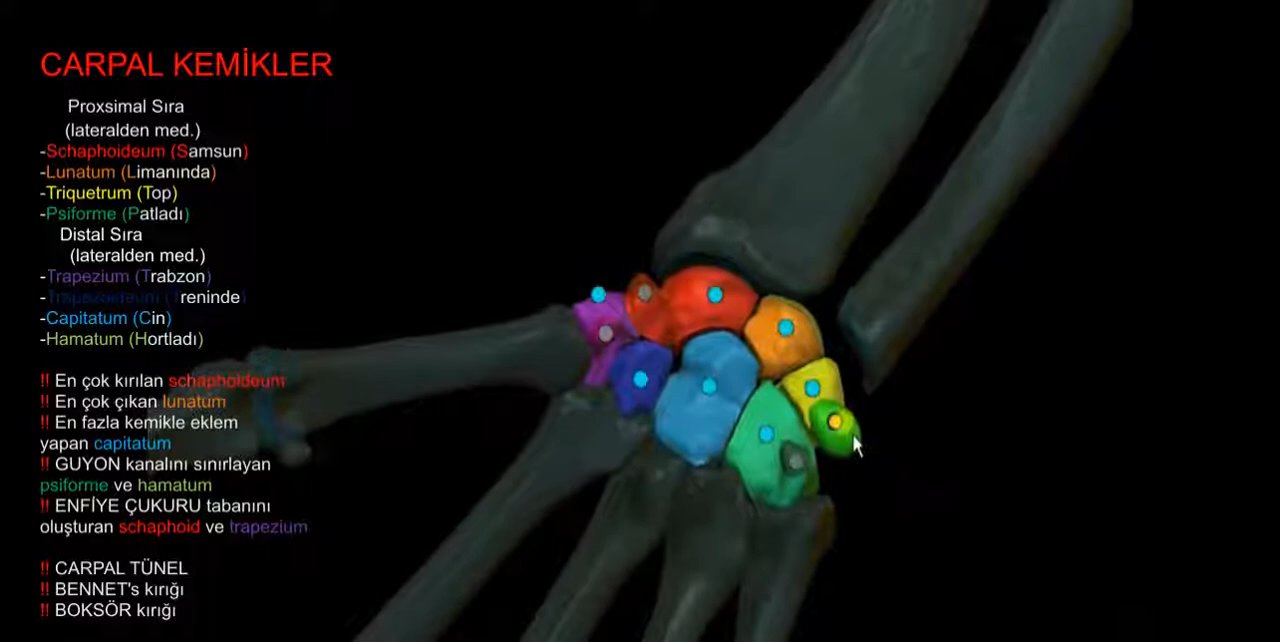 CARPAL KEMİKLER
Proxsimal Sıra
(lateralden med.)
-Schaphoideum (Samsun)
-Lunatum (Limanında)
-Triquetrum (Top)
-Psiforme (Patladı)
Distal Sıra
(lateralden med.)
-Trapezium (Trabzon)
-Trapazoideum (Treninde)
-Capitatum (Cin)
-Hamatum (Hortladı)
!! En çok kırılan schaphoideum
!! En çok çıkan lunatum
!! En fazla kemikle eklem
yapan capitatum
!! GUYON kanalını sınırlayan
psiforme ve hamatum
!! ENFİYE ÇUKURU tabanını
oluşturan schaphoid ve trapezium
!! CARPAL TÜNEL
!! BENNET's kırığı
!! BOKSÖR kırığı